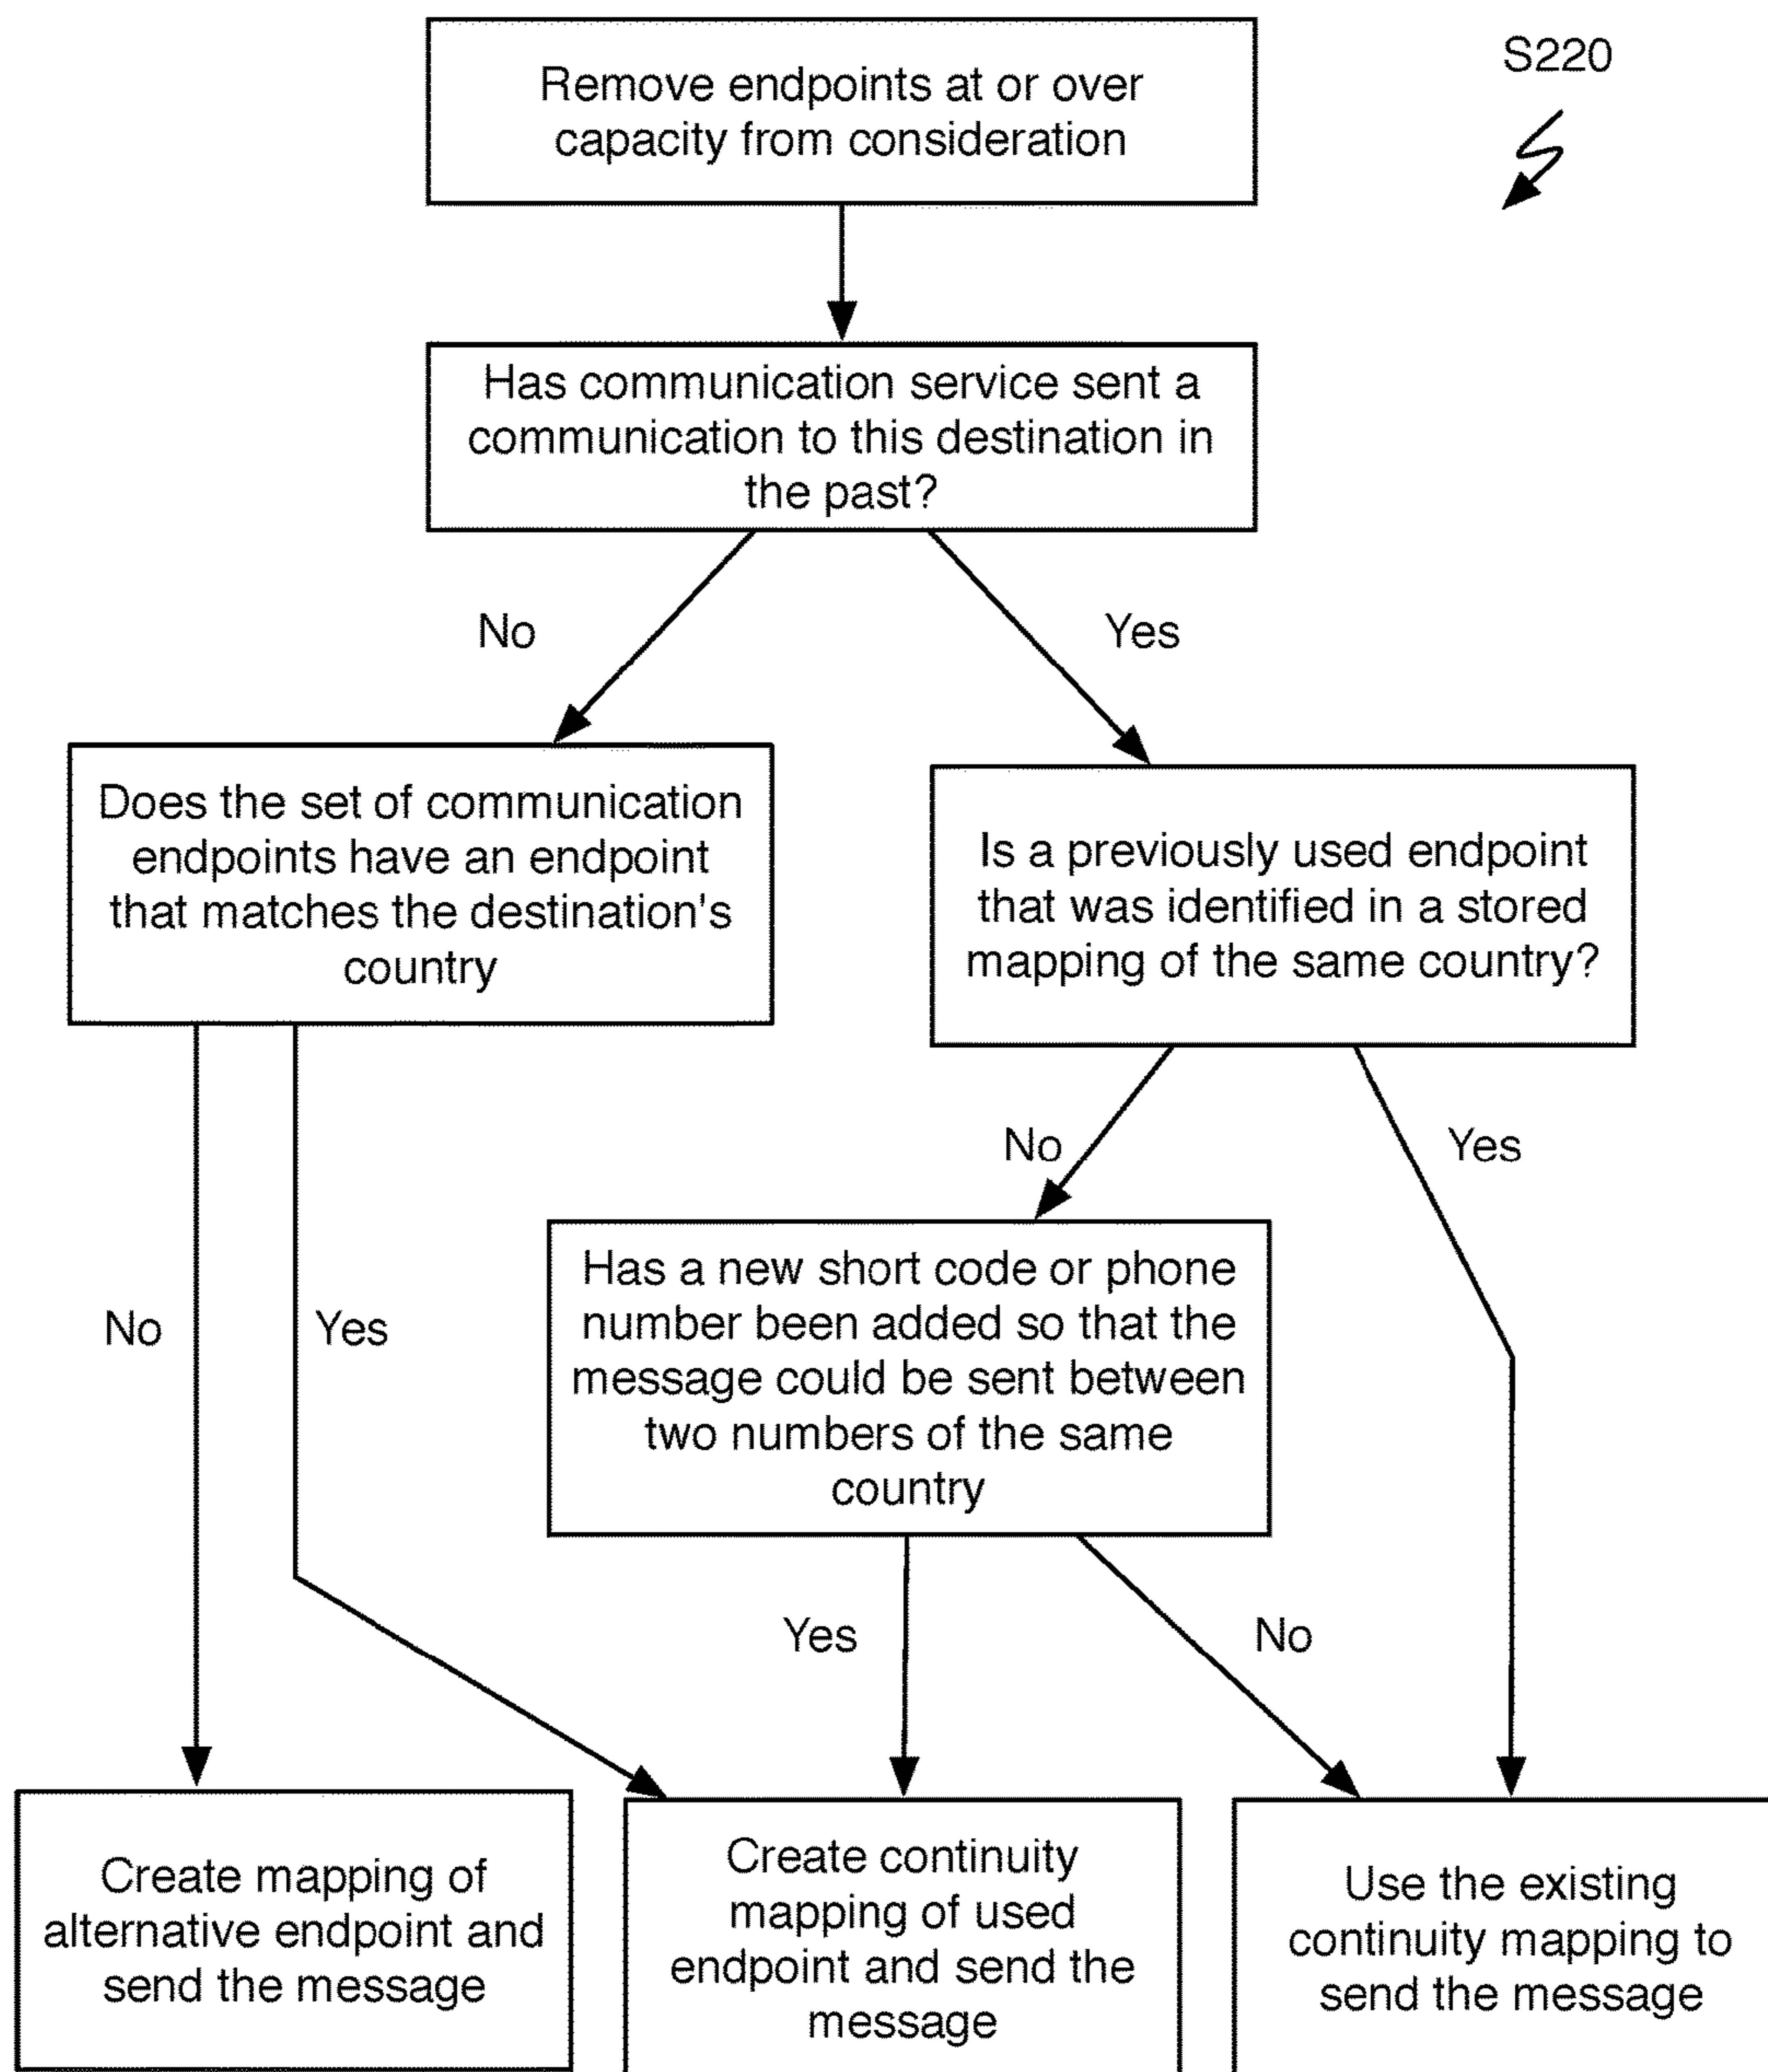 Remove endpoints at or over
capacity from consideration
S220
Has communication service sent a
communication to this destination in
the past?
No
Yes
Does the set of communication
endpoints have an endpoint
that matches the destination's
country
Is a previously used endpoint
that was identified in a stored
mapping of the same country?
No
Yes
Has a new short code or phone
number been added so that the
message could be sent between
two numbers of the same
country
No
Yes
Yes
No
Create mapping of
alternative endpoint and
send the message
Create continuity
mapping of used
endpoint and send the
message
Use the existing
continuity mapping to
send the message